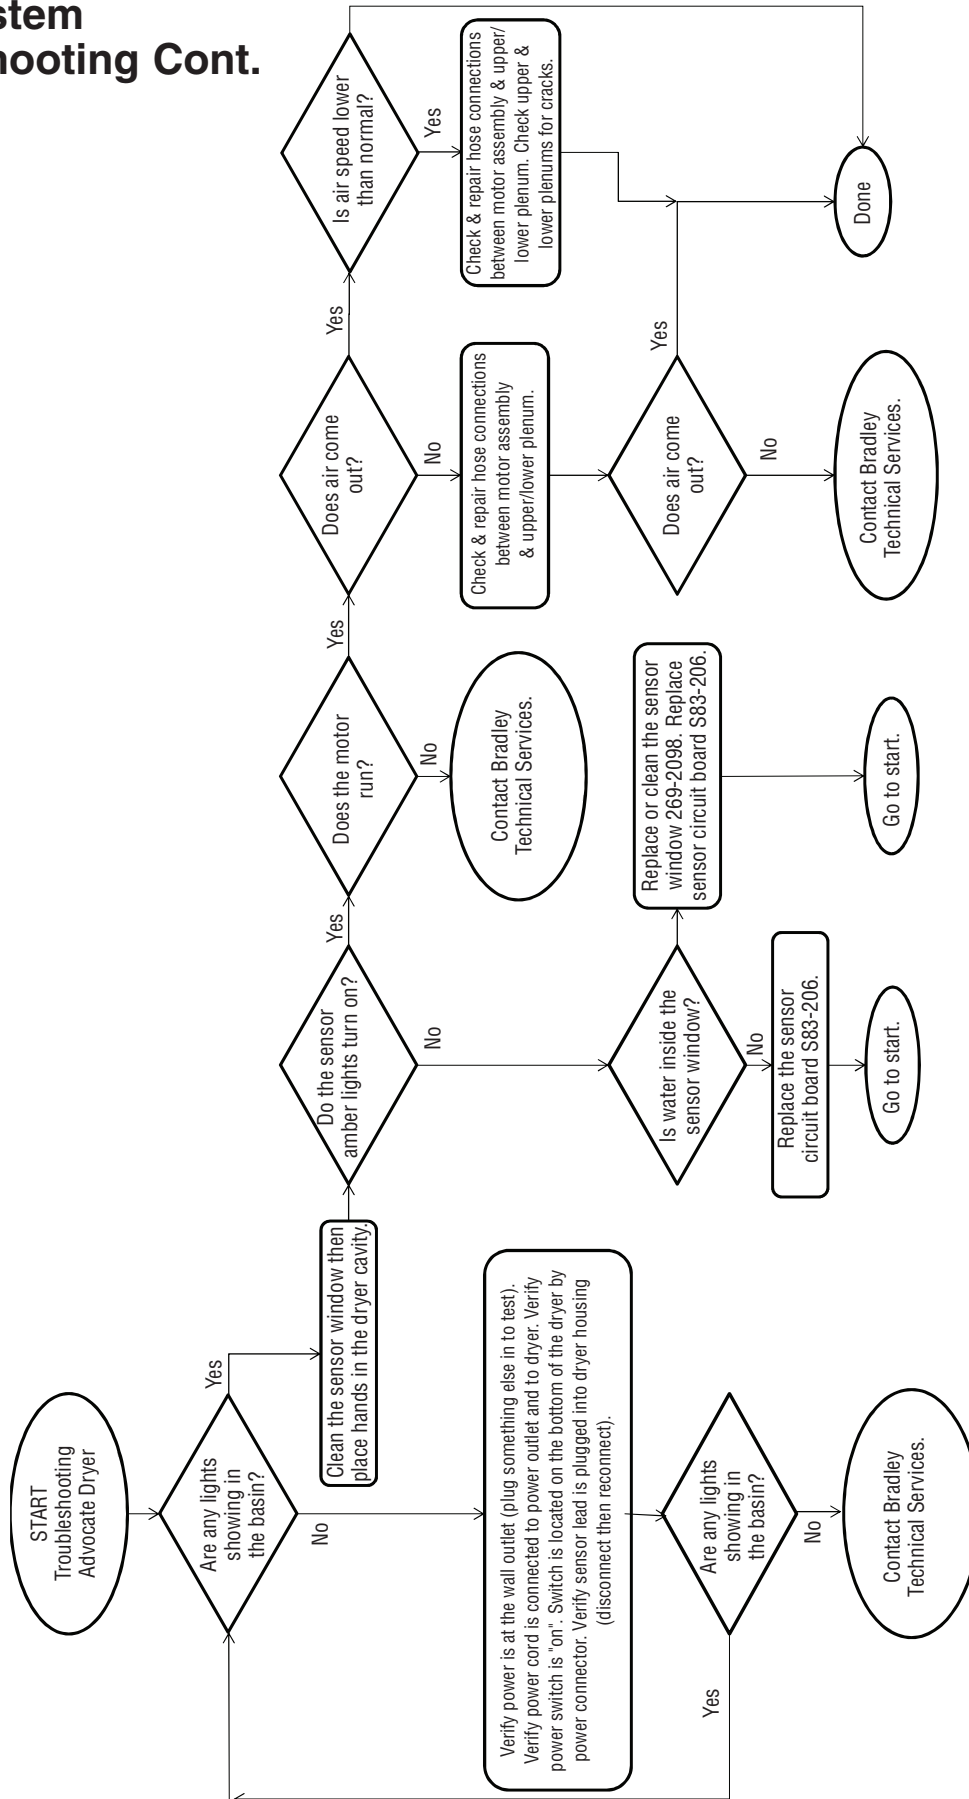 stem
hooting Cont.
START
Troubleshooting
Advocate Dryer
Are any lights
showing in
the basin?
Yes
No
Clean the sensor window then
place hands in the dryer cavity.
Verify power is at the wall outlet (plug something else in to test).
Verify power cord is connected to power outlet and to dryer. Verify
power switch is "on". Switch is located on the bottom of the dryer by
power connector. Verify sensor lead is plugged into dryer housing
(disconnect then reconnect).
Are any lights
showing in
the basin?
Yes
No
Contact Bradley
Technical Services.
Do the sensor
amber lights turn on?
Yes
No
Is water inside the
sensor window?
No
Replace the sensor
circuit board S83-206.
Go to start.
Replace or clean the sensor
window 269-2098. Replace
sensor circuit board S83-206.
Go to start.
Does the motor
run?
Yes
No
Contact Bradley
Technical Services.
Does air come
out?
Yes
No
Check & repair hose connections
between motor assembly
& upper/lower plenum.
Does air come
out?
Yes
No
Contact Bradley
Technical Services.
Is air speed lower
than normal?
Yes
Check & repair hose connections
between motor assembly & upper/
lower plenum. Check upper &
lower plenums for cracks.
Done